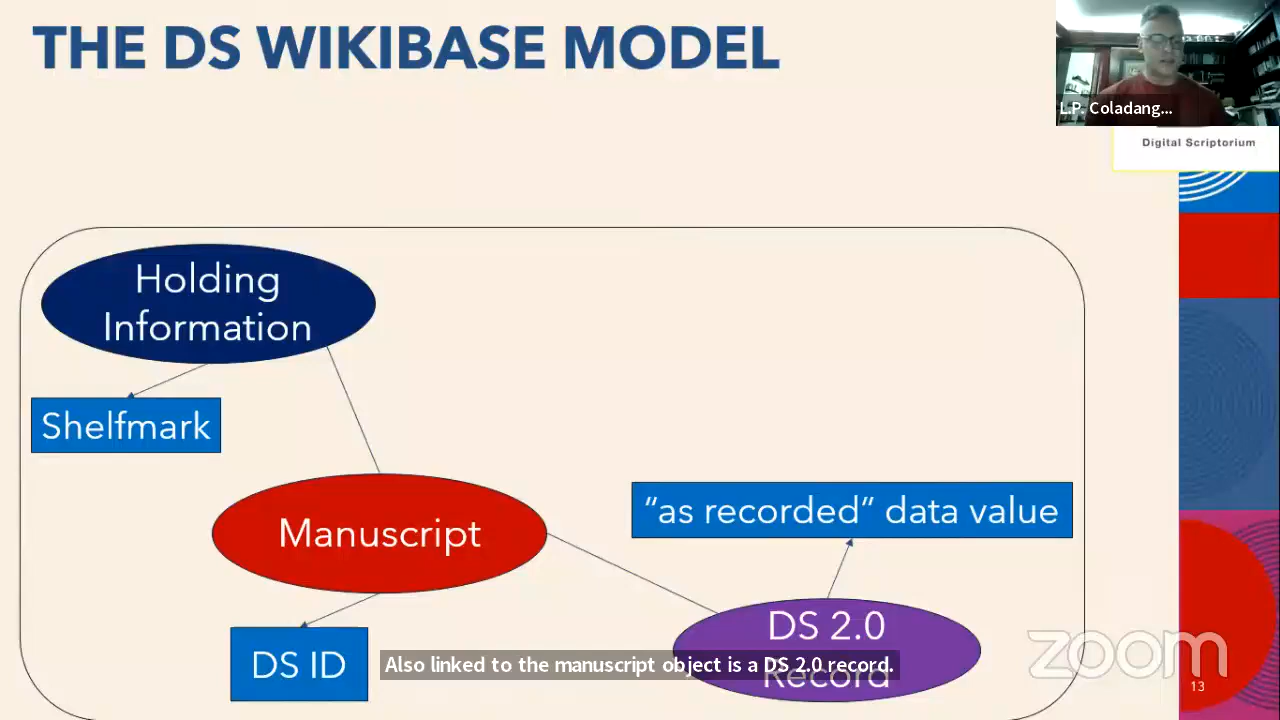 THE DS WIKIBASE MODEL
L.P. Coladang...
Digital Scriptorium
Holding
Information
Shelfmark
Manuscript
"as recorded" data value
DS 2.0
Record
DS ID
Also linked to the manuscript object is a DS 2.0 record.
zoom
13